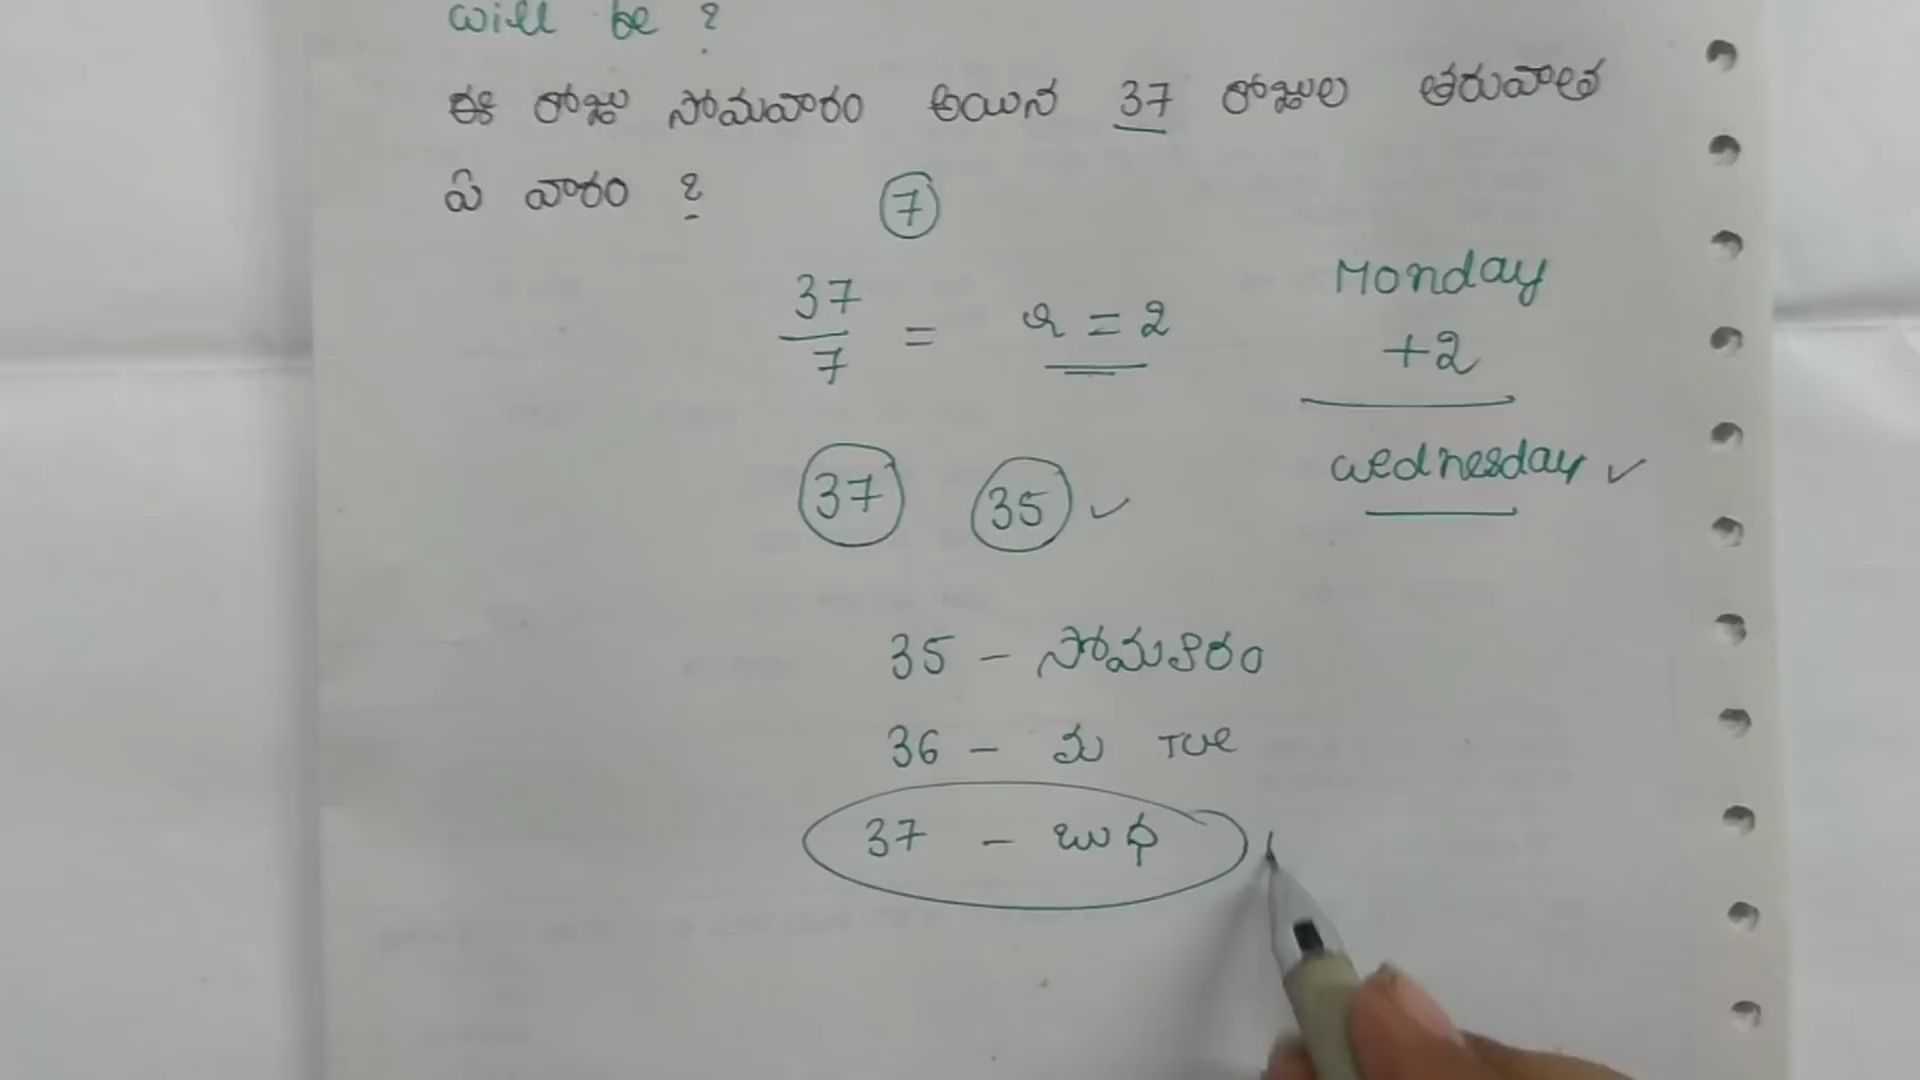 will be ?
ఈ రోజు సోమవారం అయిన 37 రోజుల తరువాత
ఏ వారం ?
7
37/7 = r = 2
Monday
+2
wednesday ✓
37 35 ✓
35 - సోమవారం
36 - మ Tue
37 - బుధ